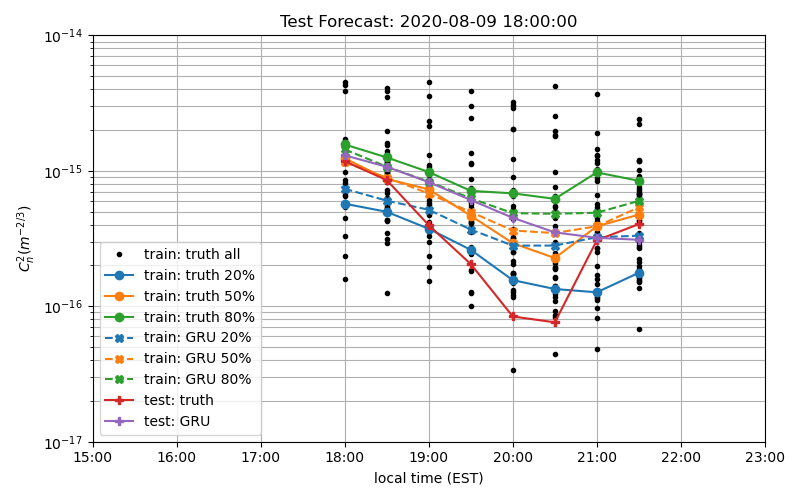 Test Forecast: 2020-08-09 18:00:00
10⁻¹⁴
10⁻¹⁵
10⁻¹⁶
10⁻¹⁷
C²ₙ(m⁻²/³)
train: truth all
train: truth 20%
train: truth 50%
train: truth 80%
train: GRU 20%
train: GRU 50%
train: GRU 80%
test: truth
test: GRU
15:00 16:00 17:00 18:00 19:00 20:00 21:00 22:00 23:00
local time (EST)